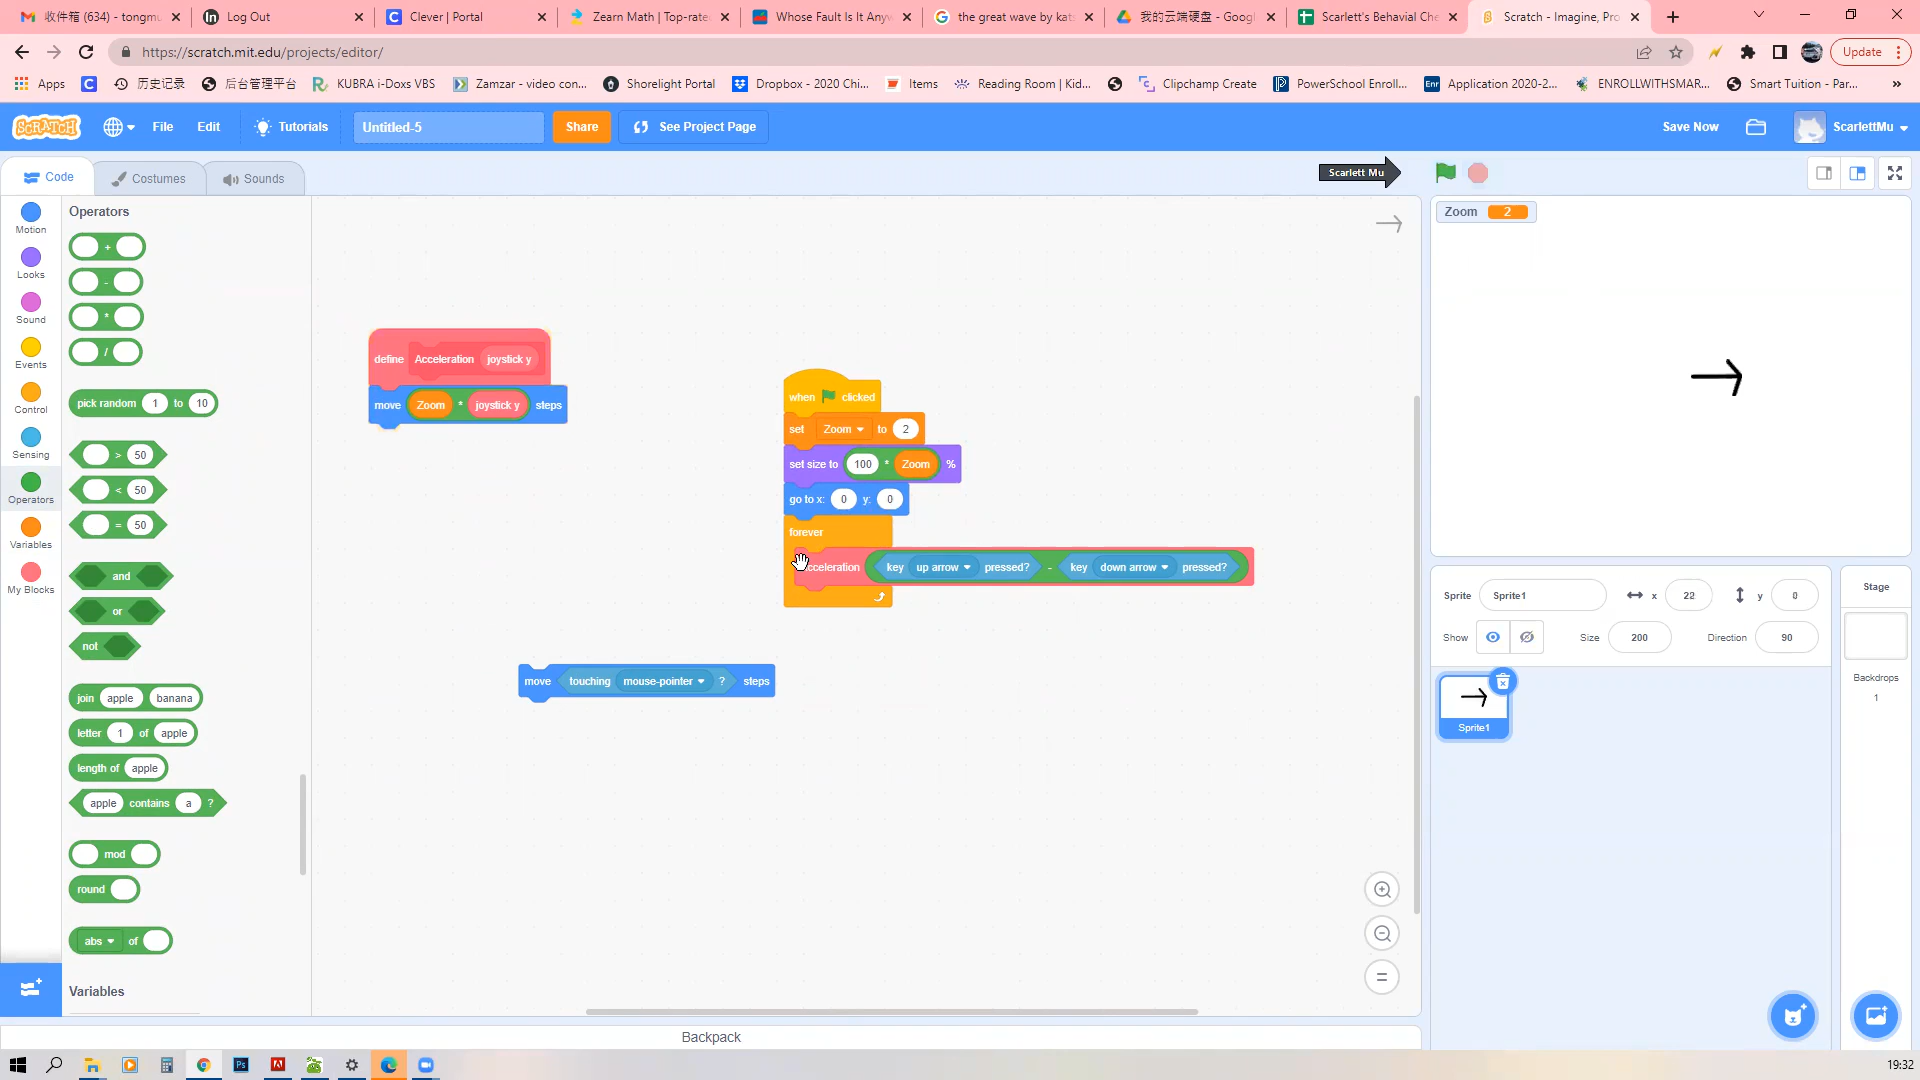 收件箱 (634) - tongmu
Log Out
Clever | Portal
Zearn Math | Top-rate
Whose Fault Is It Anyw
the great wave by kat
我的云端硬盘 - Googl
Scarlett's Behavial Che
Scratch - Imagine, Pro
https://scratch.mit.edu/projects/editor/
Update
Apps
历史记录
后台管理平台
KUBRA i-Doxs VBS
Zamzar - video con...
Shorelight Portal
Dropbox - 2020 Chi...
Items
Reading Room | Kid...
Clipchamp Create
PowerSchool Enroll...
Application 2020-2...
ENROLLWITHSMAR...
Smart Tuition - Par...
»
SCRATCH
File
Edit
Tutorials
Untitled-5
Share
See Project Page
Save Now
ScarlettMu
Code
Costumes
Sounds
Scarlett Mu
Motion
Looks
Sound
Events
Control
Sensing
Operators
Variables
My Blocks
Operators
+
-
*
/
pick random 1 to 10
> 50
< 50
= 50
and
or
not
join apple banana
letter 1 of apple
length of apple
apple contains a ?
mod
round
abs of
Variables
define Acceleration joystick y
move Zoom * joystick y steps
when clicked
set Zoom to 2
set size to 100 * Zoom %
go to x: 0 y: 0
forever
cceleration key up arrow pressed? - key down arrow pressed?
move touching mouse-pointer ? steps
Zoom 2
Sprite Sprite1 x 22 y 0
Show Size 200 Direction 90
Sprite1
Stage
Backdrops
1
Backpack
19:32